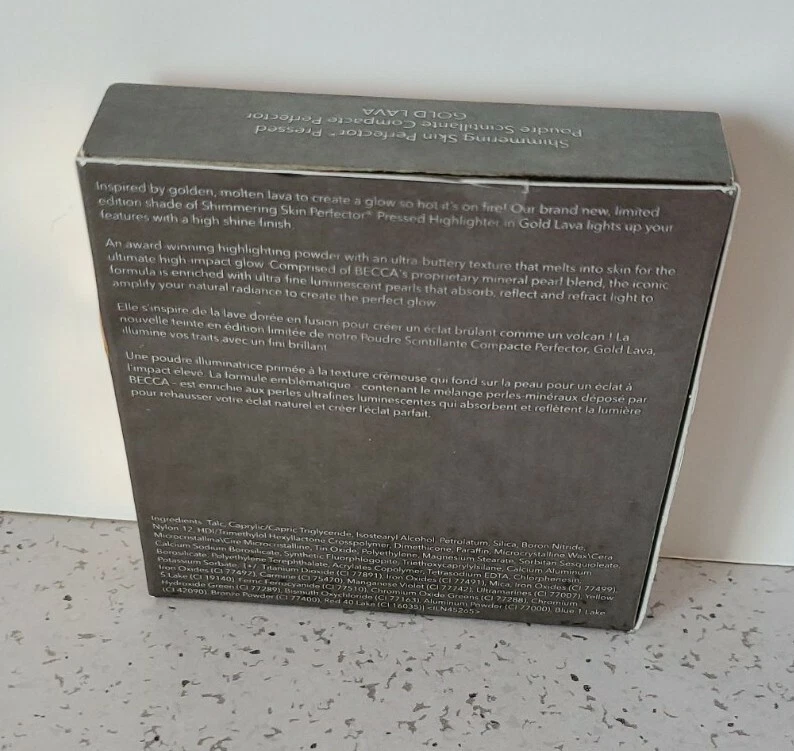 Shimmering Skin Perfector® Pressed
Poudre Scintillante Compacte Perfector
GOLD LAVA
Inspired by golden, molten lava to create a glow so hot it's on fire! Our brand new, limited
edition shade of Shimmering Skin Perfector® Pressed Highlighter in Gold Lava lights up your
features with a high shine finish.
An award-winning highlighting powder with an ultra buttery texture that melts into skin for the
ultimate high-impact glow. Comprised of BECCA's proprietary mineral pearl blend, the iconic
formula is enriched with ultra fine luminescent pearls that absorb, reflect and refract light to
amplify your natural radiance to create the perfect glow.
Elle s'inspire de la lave dorée en fusion pour créer un éclat brûlant comme un volcan ! La
nouvelle teinte en édition limitée de notre Poudre Scintillante Compacte Perfector, Gold Lava,
illumine vos traits avec un fini brillant.
Une poudre illuminatrice primée à la texture crémeuse qui fond sur la peau pour un éclat à
l'impact élevé. La formule emblématique - contenant le mélange perles-minéraux déposé par
BECCA - est enrichie aux perles ultrafines luminescentes qui absorbent et reflètent la lumière
pour rehausser votre éclat naturel et créer l'éclat parfait.
Ingredients: Talc, Caprylic/Capric Triglyceride, Isostearyl Alcohol, Petrolatum, Silica, Boron Nitride,
Nylon 12, HDI/Trimethylol Hexyllactone Crosspolymer, Dimethicone, Paraffin, Microcrystalline Wax\Cera
Microcristallina\Cire Microcristalline, Tin Oxide, Polyethylene, Magnesium Stearate, Sorbitan Sesquioleate,
Calcium Sodium Borosilicate, Synthetic Fluorphlogopite, Triethoxycaprylylsilane, Calcium Aluminum
Borosilicate, Polyethylene Terephthalate, Acrylates Copolymer, Tetrasodium EDTA, Chlorphenesin,
Potassium Sorbate, [+/- Titanium Dioxide (CI 77891), Iron Oxides (CI 77491), Mica, Iron Oxides (CI 77499),
Iron Oxides (CI 77492), Carmine (CI 75470), Manganese Violet (CI 77742), Ultramarines (CI 77007), Yellow
5 Lake (CI 19140), Ferric Ferrocyanide (CI 77510), Chromium Oxide Greens (CI 77288), Chromium
Hydroxide Green (CI 77289), Bismuth Oxychloride (CI 77163), Aluminum Powder (CI 77000), Blue 1 Lake
(CI 42090), Bronze Powder (CI 77400), Red 40 Lake (CI 16035)] <ILN45265>